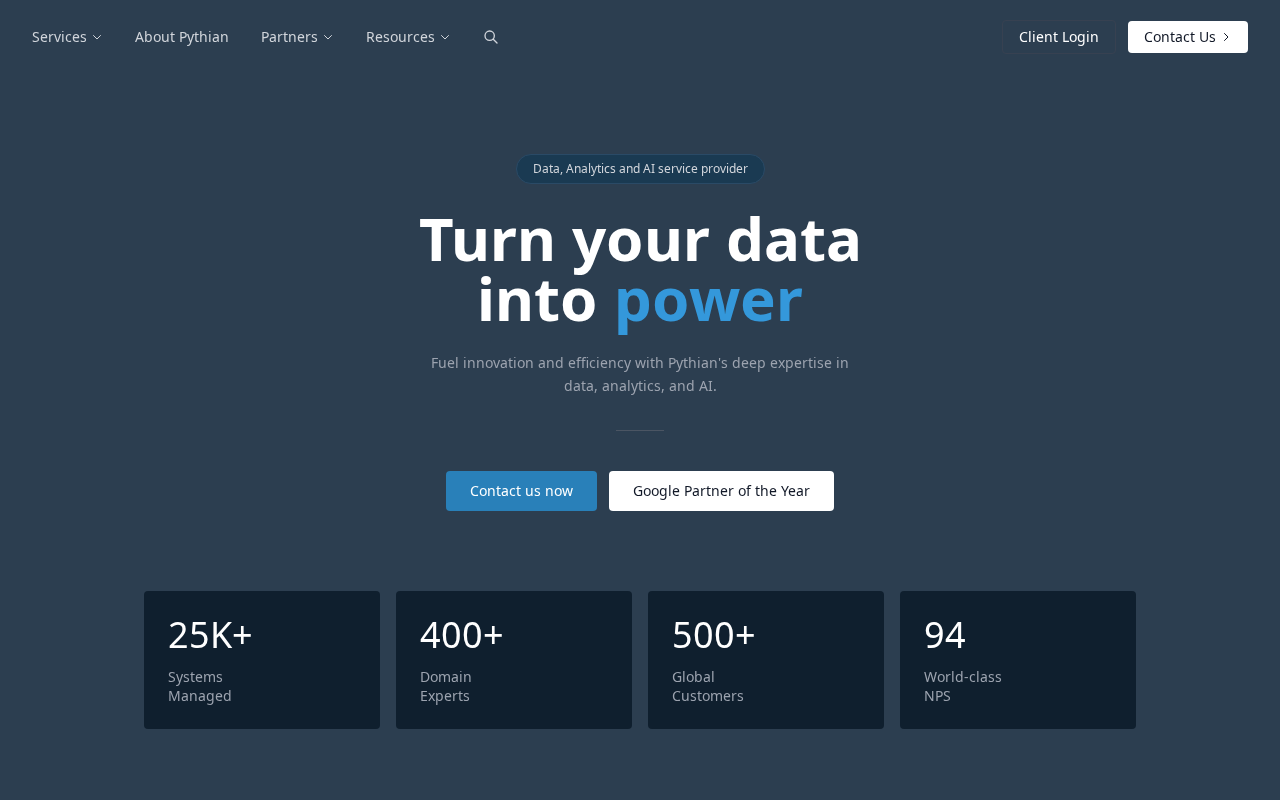 Services
About Pythian
Partners
Resources
Client Login
Contact Us
Data, Analytics and AI service provider
Turn your data
into power
Fuel innovation and efficiency with Pythian's deep expertise in
data, analytics, and AI.
Contact us now
Google Partner of the Year
25K+
Systems
Managed
400+
Domain
Experts
500+
Global
Customers
94
World-class
NPS